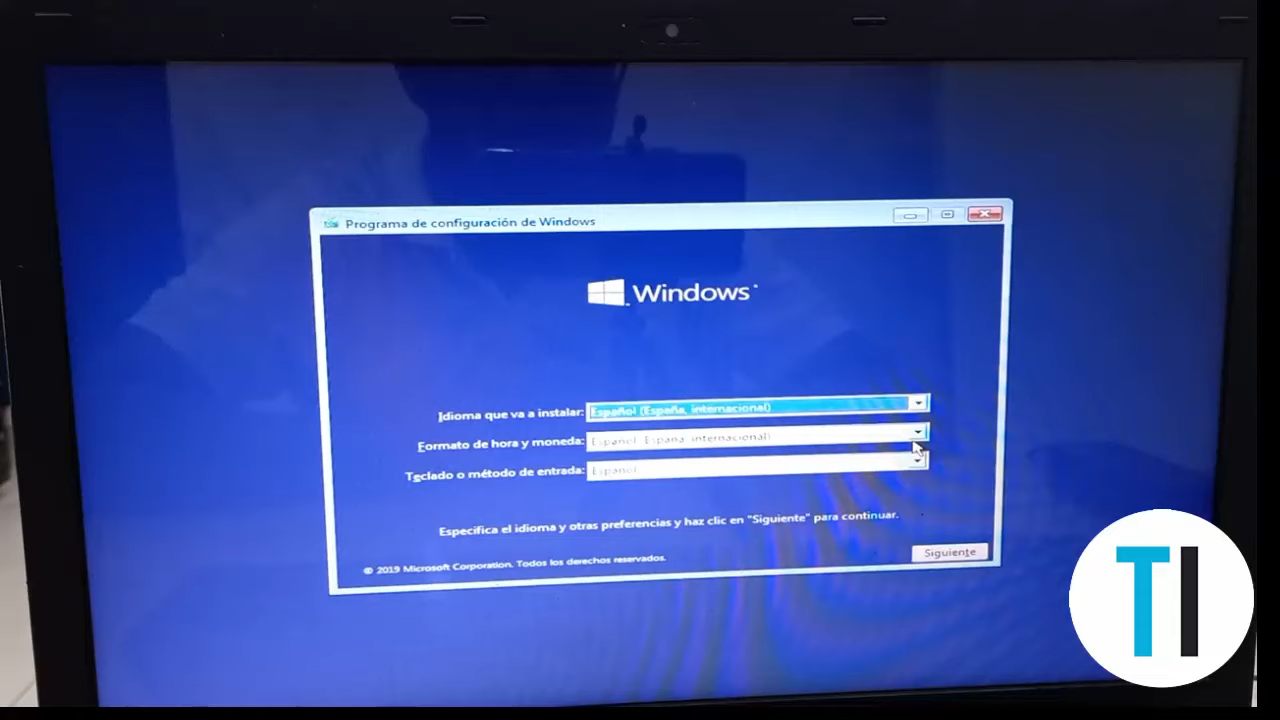 Programa de configuración de Windows
Windows
Idioma que va a instalar: Español (España, internacional)
Formato de hora y moneda: Español (España, internacional)
Teclado o método de entrada: Español
Especifica el idioma y otras preferencias y haz clic en "Siguiente" para continuar.
© 2019 Microsoft Corporation. Todos los derechos reservados.
Siguiente
TI